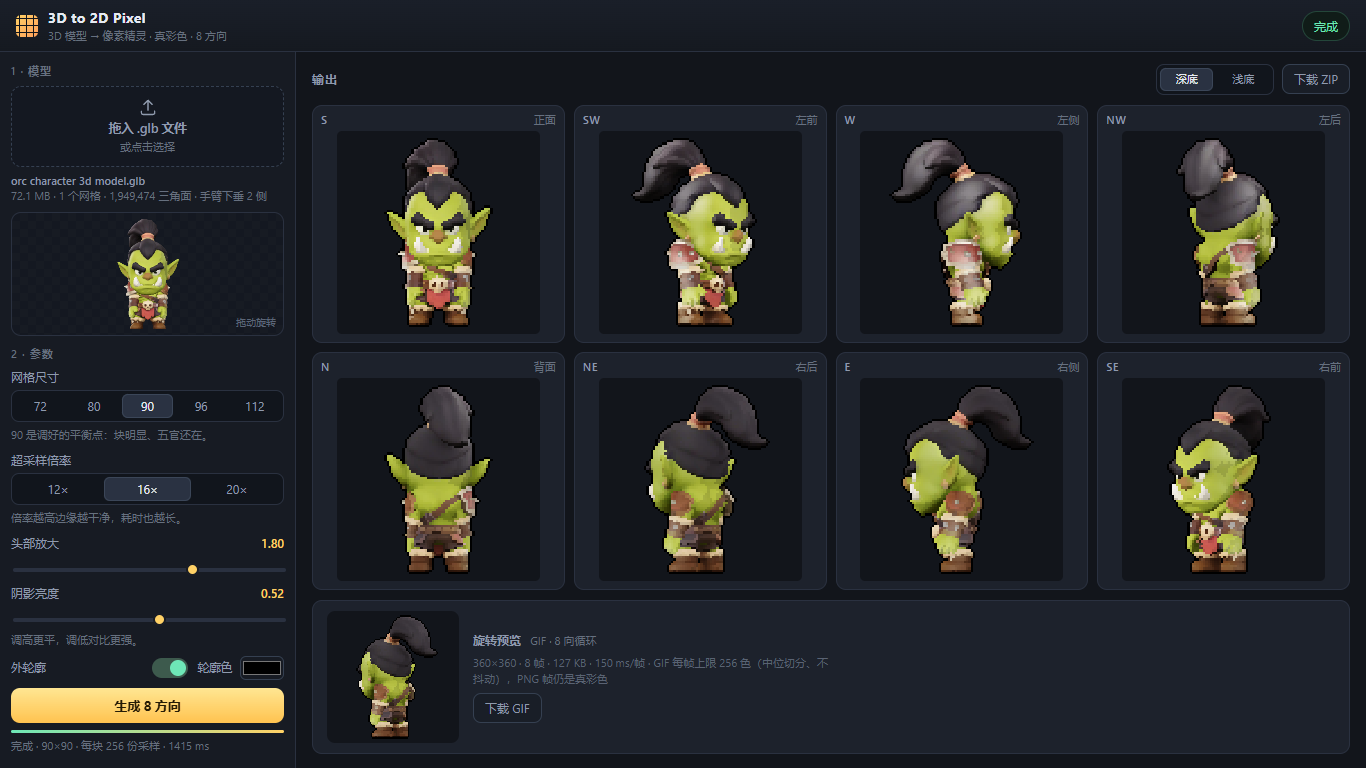 3D to 2D Pixel
3D 模型 → 像素精灵 · 真彩色 · 8 方向
完成
1 · 模型
拖入 .glb 文件
或点击选择
orc character 3d model.glb
72.1 MB · 1 个网格 · 1,949,474 三角面 · 手臂下垂 2 侧
拖动旋转
2 · 参数
网格尺寸
72 80 90 96 112
90 是调好的平衡点：块明显、五官还在。
超采样倍率
12× 16× 20×
倍率越高边缘越干净，耗时也越长。
头部放大 1.80
阴影亮度 0.52
调高更平，调低对比更强。
外轮廓 轮廓色
生成 8 方向
完成 · 90×90 · 每块 256 份采样 · 1415 ms
输出
深底 浅底 下载 ZIP
S 正面
SW 左前
W 左侧
NW 左后
N 背面
NE 右后
E 右侧
SE 右前
旋转预览 GIF · 8 向循环
360×360 · 8 帧 · 127 KB · 150 ms/帧 · GIF 每帧上限 256 色（中位切分、不
抖动），PNG 帧仍是真彩色
下载 GIF